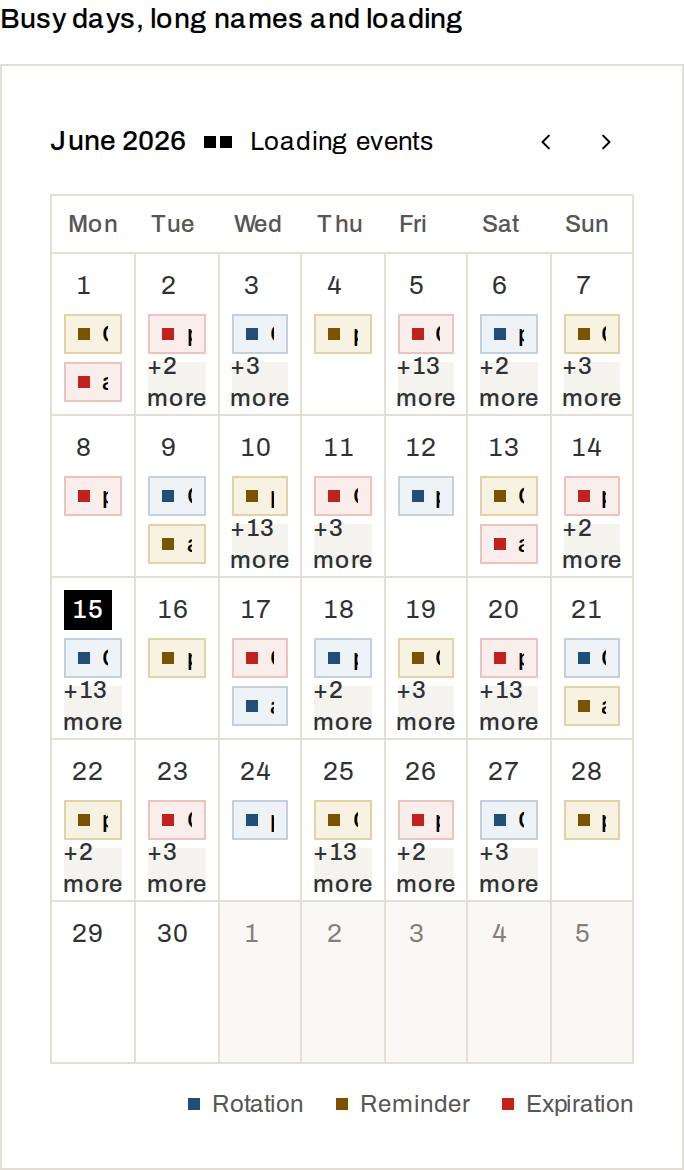 Busy days, long names and loading
June 2026 Loading events
Mon Tue Wed Thu Fri Sat Sun
1 2 3 4 5 6 7
+2 more +3 more +13 more +2 more +3 more
8 9 10 11 12 13 14
+13 more +3 more +2 more
15 16 17 18 19 20 21
+13 more +2 more +3 more +13 more
22 23 24 25 26 27 28
+2 more +3 more +13 more +2 more +3 more
29 30 1 2 3 4 5
Rotation Reminder Expiration